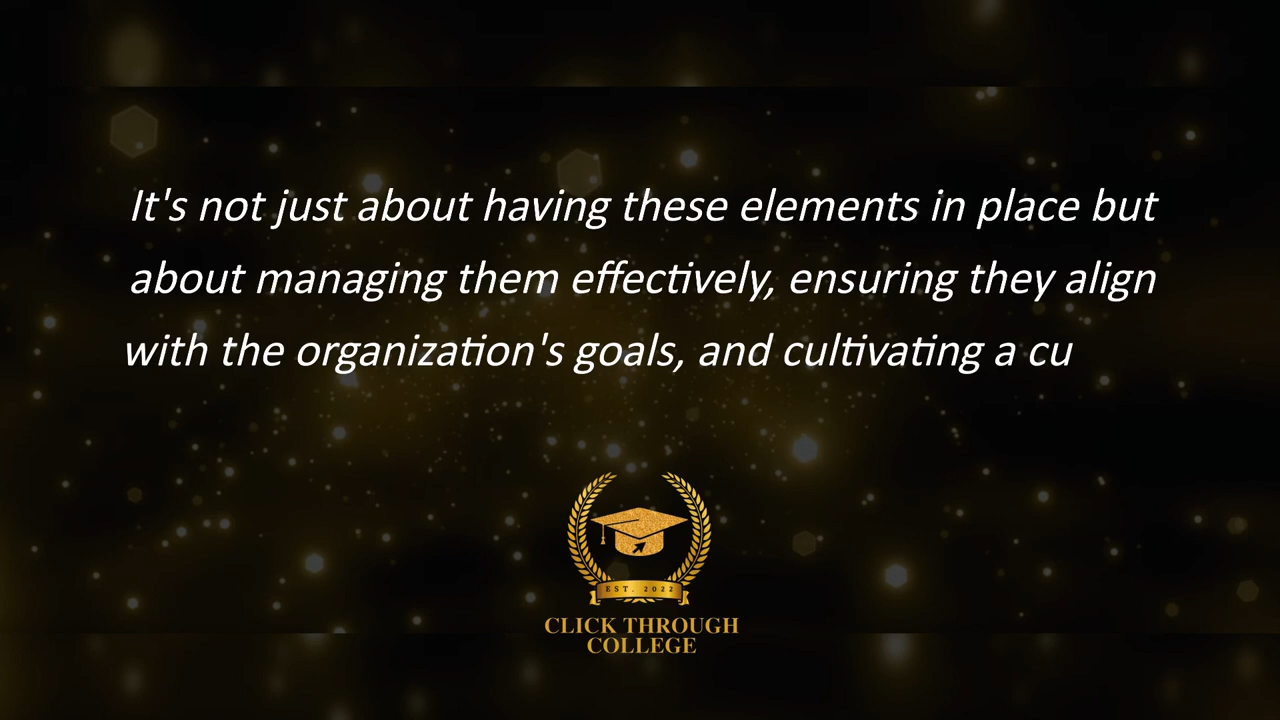 It's not just about having these elements in place but
about managing them effectively, ensuring they align
with the organization's goals, and cultivating a cu
EST. 2022
CLICK THROUGH
COLLEGE